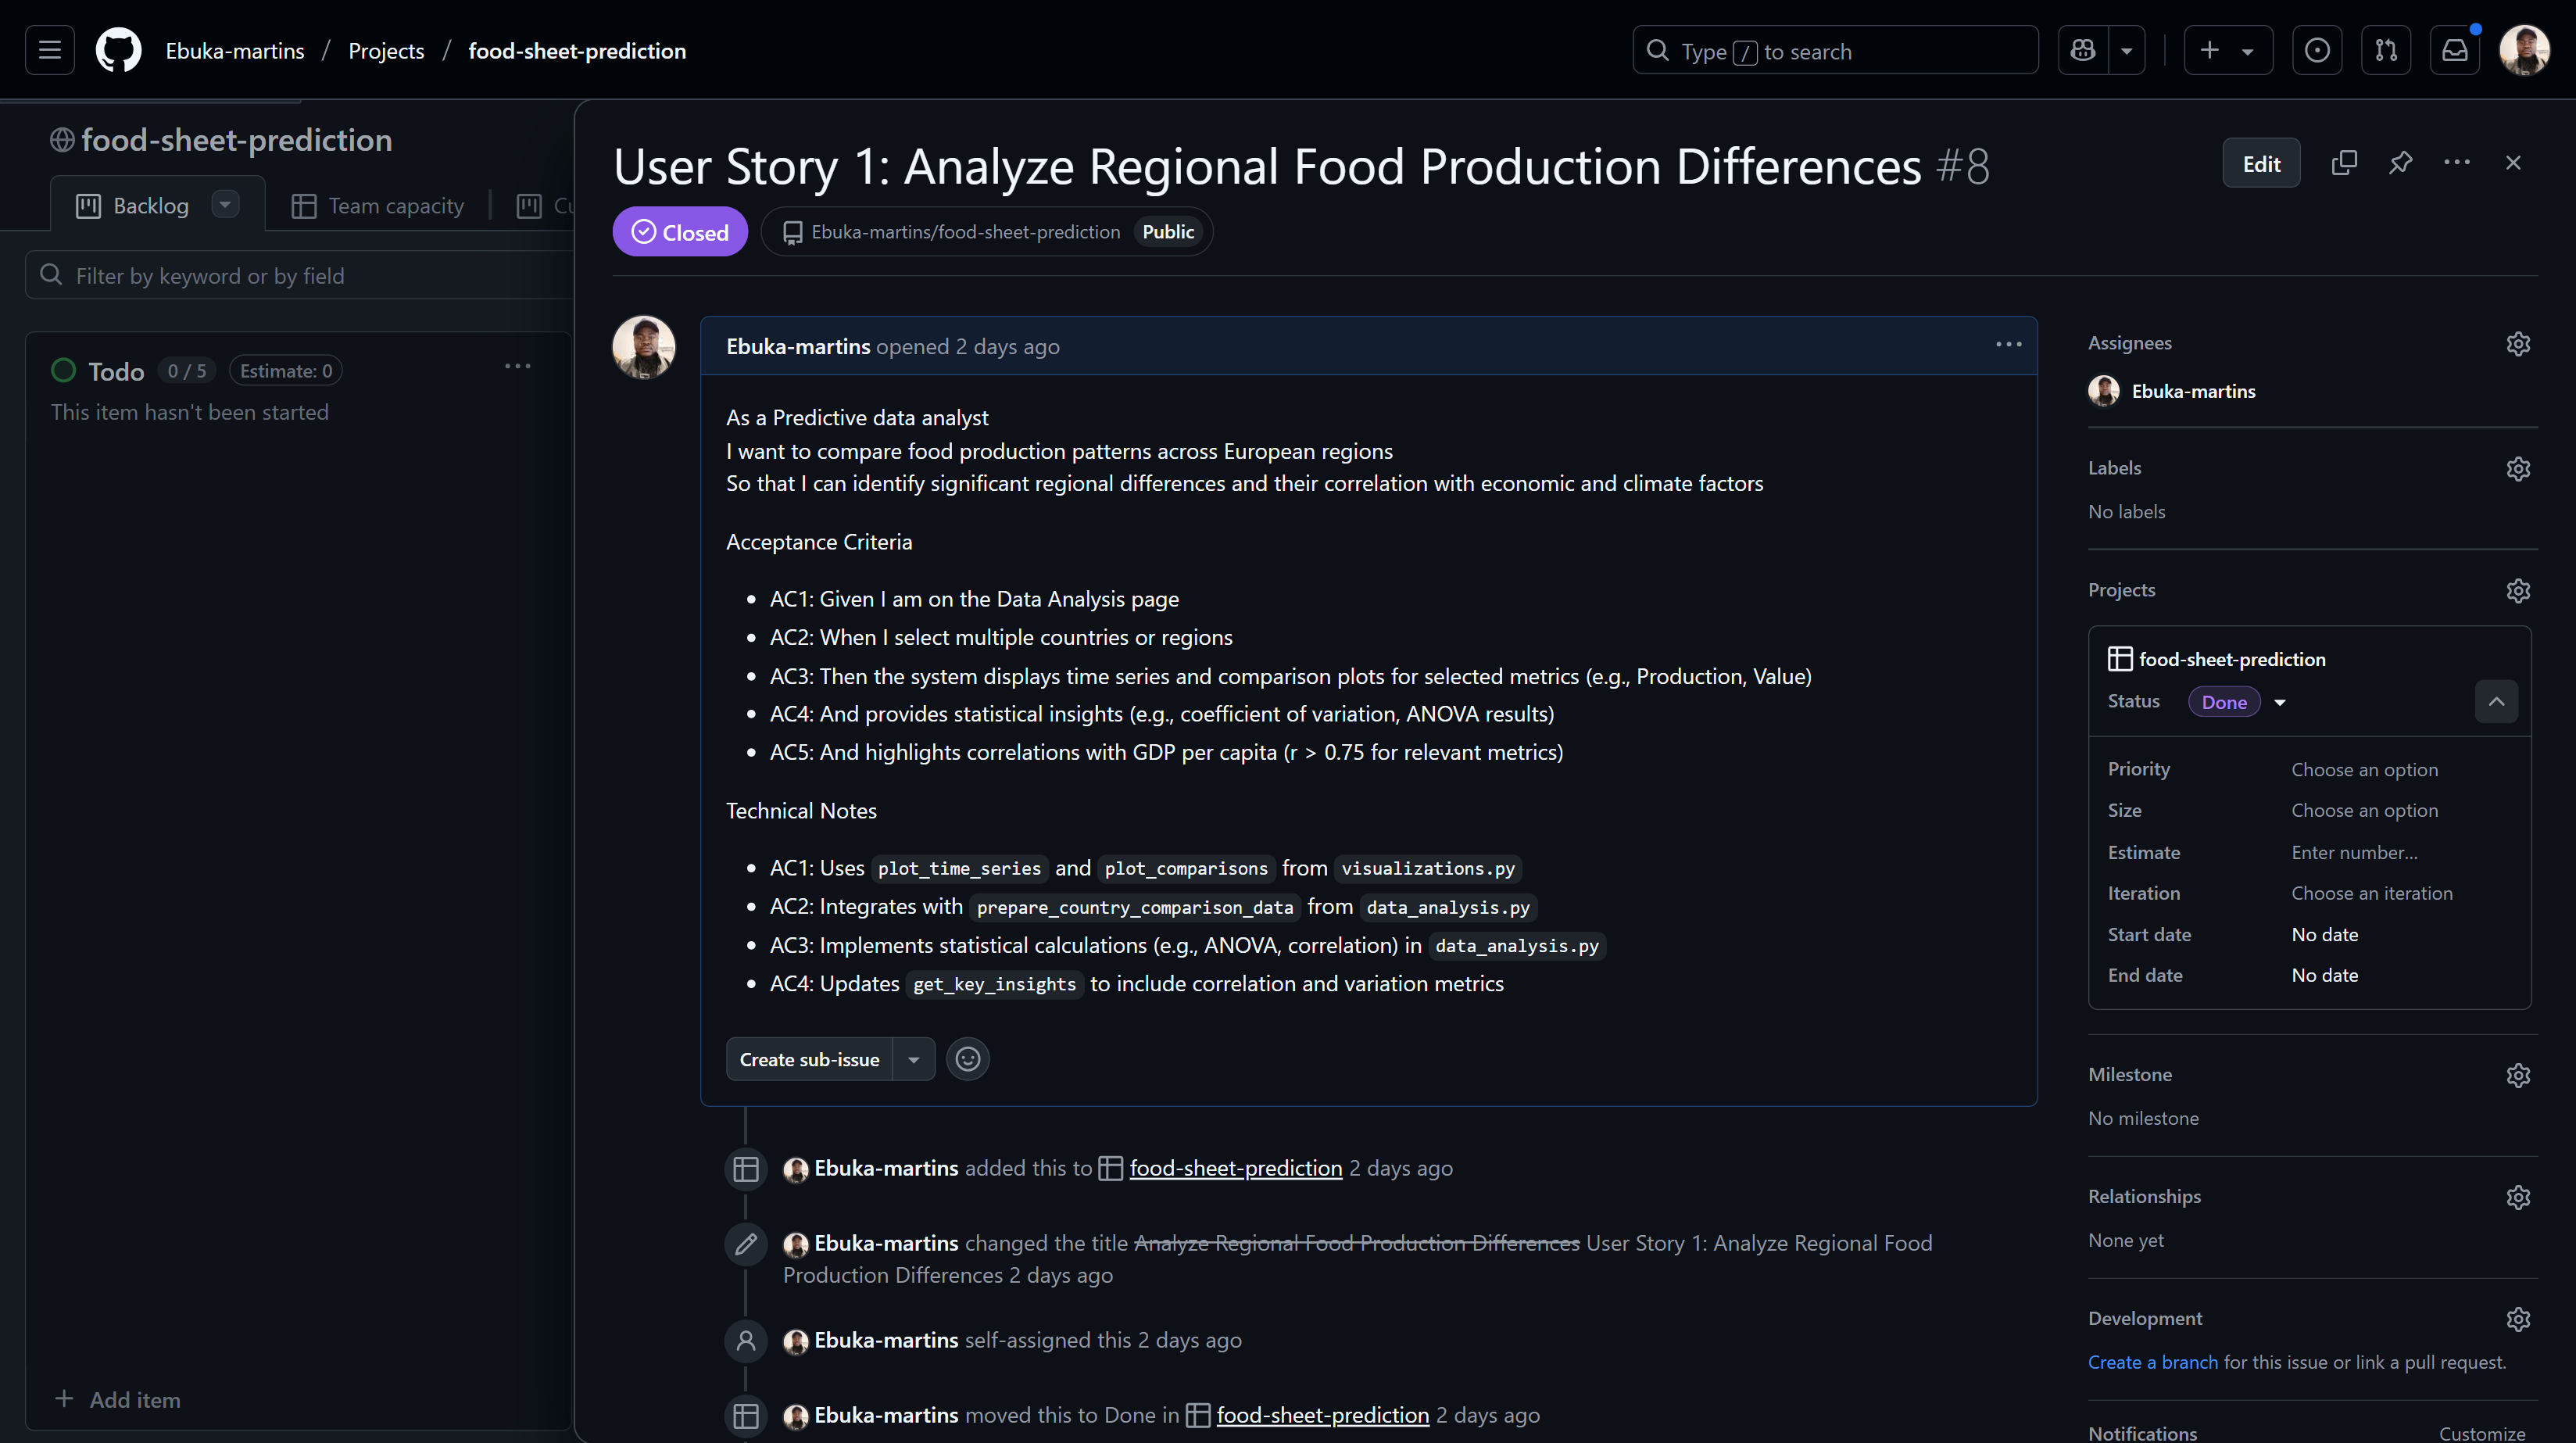 Ebuka-martins / Projects / food-sheet-prediction
Type / to search
food-sheet-prediction
Backlog
Team capacity
Filter by keyword or by field
Todo 0 / 5 Estimate: 0
This item hasn't been started
Add item
User Story 1: Analyze Regional Food Production Differences #8
Edit
Closed
Ebuka-martins/food-sheet-prediction Public
Ebuka-martins opened 2 days ago
As a Predictive data analyst
I want to compare food production patterns across European regions
So that I can identify significant regional differences and their correlation with economic and climate factors
Acceptance Criteria
AC1: Given I am on the Data Analysis page
AC2: When I select multiple countries or regions
AC3: Then the system displays time series and comparison plots for selected metrics (e.g., Production, Value)
AC4: And provides statistical insights (e.g., coefficient of variation, ANOVA results)
AC5: And highlights correlations with GDP per capita (r > 0.75 for relevant metrics)
Technical Notes
AC1: Uses plot_time_series and plot_comparisons from visualizations.py
AC2: Integrates with prepare_country_comparison_data from data_analysis.py
AC3: Implements statistical calculations (e.g., ANOVA, correlation) in data_analysis.py
AC4: Updates get_key_insights to include correlation and variation metrics
Create sub-issue
Ebuka-martins added this to food-sheet-prediction 2 days ago
Ebuka-martins changed the title Analyze Regional Food Production Differences User Story 1: Analyze Regional Food
Production Differences 2 days ago
Ebuka-martins self-assigned this 2 days ago
Ebuka-martins moved this to Done in food-sheet-prediction 2 days ago
Assignees
Ebuka-martins
Labels
No labels
Projects
food-sheet-prediction
Status Done
Priority Choose an option
Size Choose an option
Estimate Enter number...
Iteration Choose an iteration
Start date No date
End date No date
Milestone
No milestone
Relationships
None yet
Development
Create a branch for this issue or link a pull request.
Notifications Customize